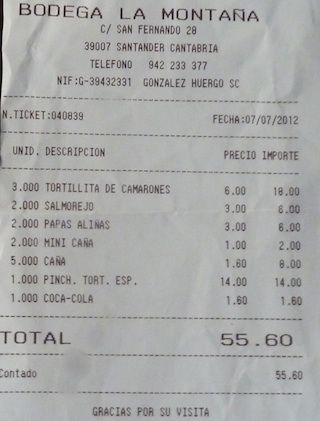 BODEGA LA MONTAÑA
C/ SAN FERNANDO 20
39007 SANTANDER CANTABRIA
TELEFONO 942 233 377
NIF:G-39432331 GONZALEZ HUERGO SC
N.TICKET:040839 FECHA:07/07/2012
UNID. DESCRIPCION PRECIO IMPORTE
3.000 TORTILLITA DE CAMARONES 6.00 18.00
2.000 SALMOREJO 3.00 6.00
2.000 PAPAS ALIÑAS 3.00 6.00
2.000 MINI CAÑA 1.00 2.00
5.000 CAÑA 1.60 8.00
1.000 PINCH. TORT. ESP. 14.00 14.00
1.000 COCA-COLA 1.60 1.60
TOTAL 55.60
Contado 55.60
GRACIAS POR SU VISITA